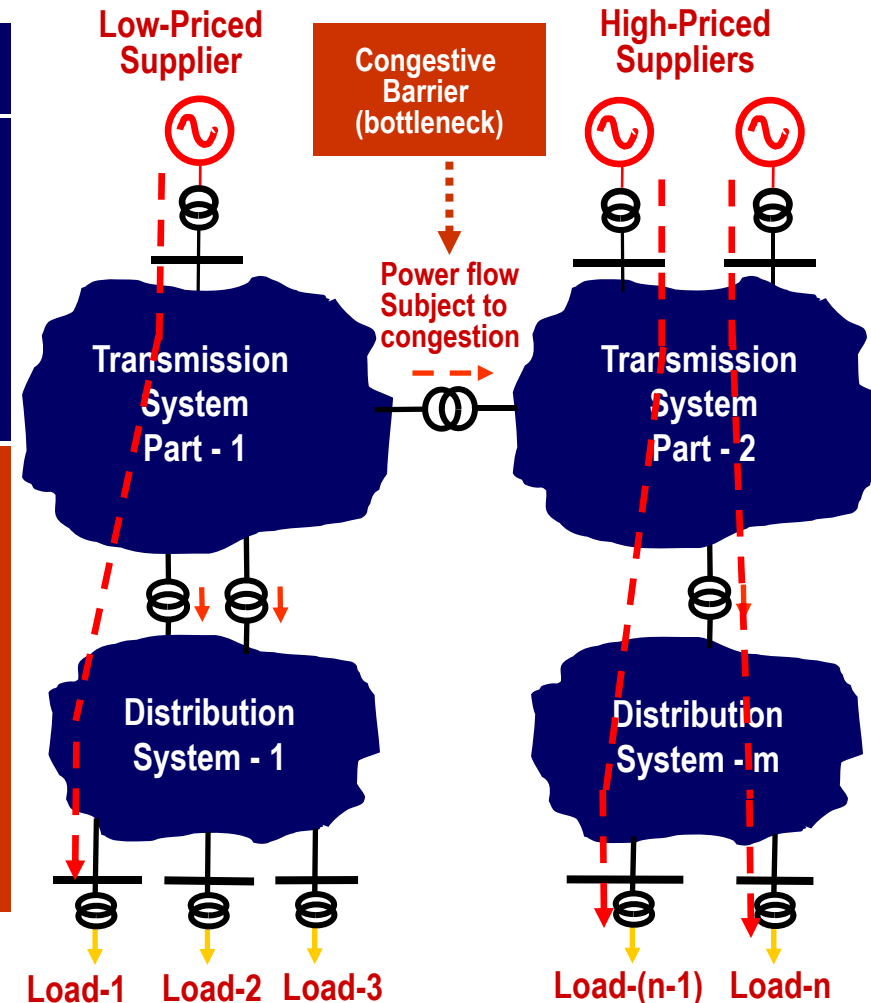 Low-Priced
Supplier
Congestive
Barrier
(bottleneck)
High-Priced
Suppliers
Power flow
Subject to
congestion
Transmission
System
Part - 1
Transmission
System
Part - 2
Distribution
System - 1
Distribution
System - m
Load-1
Load-2
Load-3
Load-(n-1)
Load-n